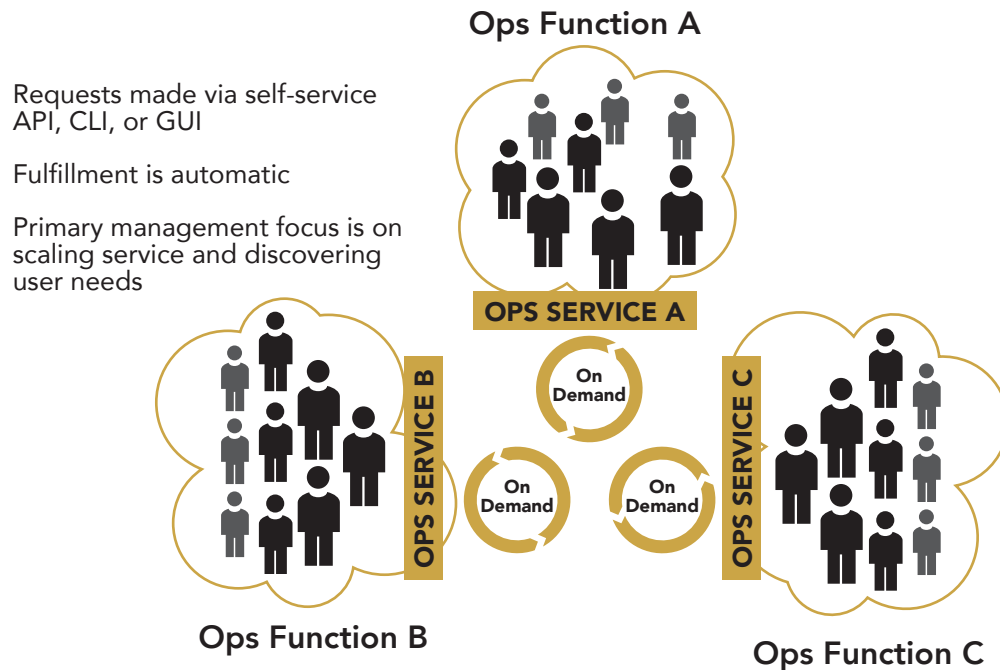 Ops Function A
Requests made via self-service
API, CLI, or GUI
Fulfillment is automatic
Primary management focus is on
scaling service and discovering
user needs
OPS SERVICE A
OPS SERVICE B
OPS SERVICE C
On
Demand
On
Demand
On
Demand
Ops Function B
Ops Function C